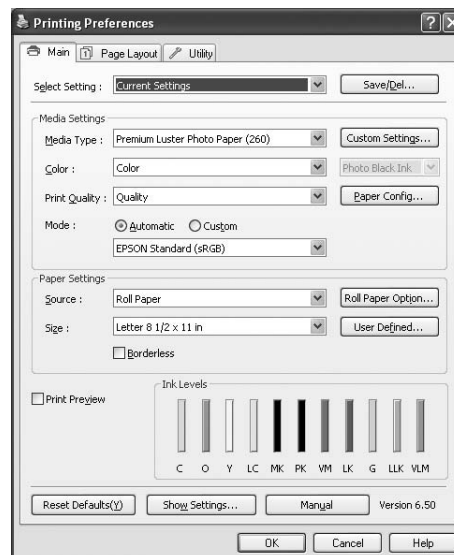 Printing Preferences
Main Page Layout Utility
Select Setting : Current Settings Save/Del...
Media Settings
Media Type : Premium Luster Photo Paper (260) Custom Settings...
Color : Color Photo Black Ink
Print Quality : Quality Paper Config...
Mode : Automatic Custom
EPSON Standard (sRGB)
Paper Settings
Source : Roll Paper Roll Paper Option...
Size : Letter 8 1/2 x 11 in User Defined...
Borderless
Print Preview
Ink Levels
C O Y LC MK PK VM LK G LLK VLM
Reset Defaults(Y) Show Settings... Manual Version 6.50
OK Cancel Help